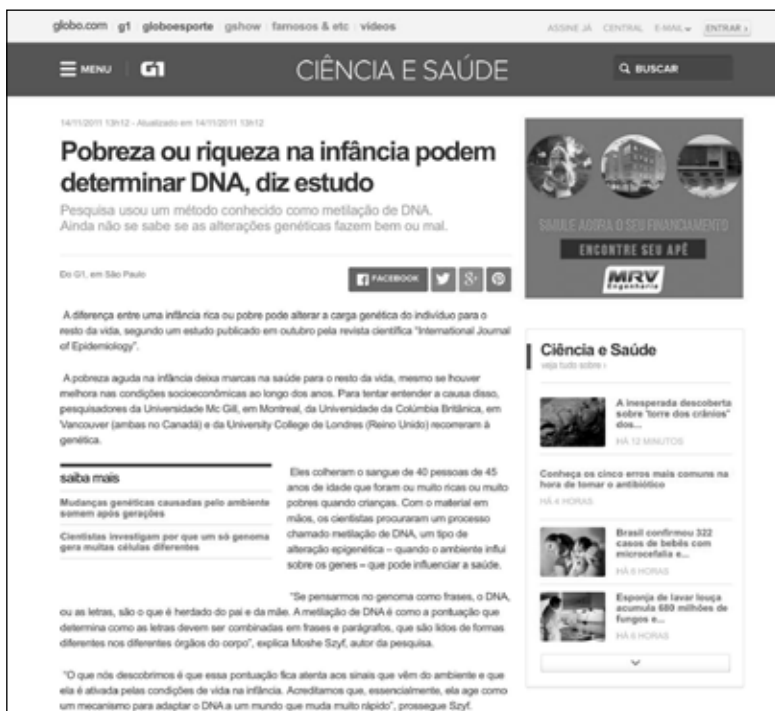 globo.com g1 globoesporte gshow famosos & etc vídeos
ASSINE JÁ CENTRAL E-MAIL ENTRAR ›
MENU G1 CIÊNCIA E SAÚDE BUSCAR
14/11/2011 13h12 - Atualizado em 14/11/2011 13h12
Pobreza ou riqueza na infância podem
determinar DNA, diz estudo
Pesquisa usou um método conhecido como metilação de DNA.
Ainda não se sabe se as alterações genéticas fazem bem ou mal.
Do G1, em São Paulo
FACEBOOK
A diferença entre uma infância rica ou pobre pode alterar a carga genética do indivíduo para o
resto da vida, segundo um estudo publicado em outubro pela revista científica "International Journal
of Epidemiology".
A pobreza aguda na infância deixa marcas na saúde para o resto da vida, mesmo se houver
melhora nas condições socioeconômicas ao longo dos anos. Para tentar entender a causa disso,
pesquisadores da Universidade Mc Gill, em Montreal, da Universidade da Colúmbia Britânica, em
Vancouver (ambas no Canadá) e da University College de Londres (Reino Unido) recorreram à
genética.
saiba mais
Mudanças genéticas causadas pelo ambiente
somem após gerações
Cientistas investigam por que um só genoma
gera muitas células diferentes
Eles colheram o sangue de 40 pessoas de 45
anos de idade que foram ou muito ricas ou muito
pobres quando crianças. Com o material em
mãos, os cientistas procuraram um processo
chamado metilação de DNA, um tipo de
alteração epigenética – quando o ambiente influi
sobre os genes – que pode influenciar a saúde.
"Se pensarmos no genoma como frases, o DNA,
ou as letras, são o que é herdado do pai e da mãe. A metilação de DNA é como a pontuação que
determina como as letras devem ser combinadas em frases e parágrafos, que são lidos de formas
diferentes nos diferentes órgãos do corpo", explica Moshe Szyf, autor da pesquisa.
"O que nós descobrimos é que essa pontuação fica atenta aos sinais que vêm do ambiente e que
ela é ativada pelas condições de vida na infância. Acreditamos que, essencialmente, ela age como
um mecanismo para adaptar o DNA a um mundo que muda muito rápido", prossegue Szyf.
SIMULE AGORA O SEU FINANCIAMENTO
ENCONTRE SEU APÊ
MRV
Engenharia
Ciência e Saúde
veja tudo sobre ›
A inesperada descoberta
sobre 'torre dos crânios'
dos...
HÁ 12 MINUTOS
Conheça os cinco erros mais comuns na
hora de tomar o antibiótico
HÁ 4 HORAS
Brasil confirmou 322
casos de bebês com
microcefalia e...
HÁ 6 HORAS
Esponja de lavar louça
acumula 680 milhões de
fungos e...
HÁ 6 HORAS